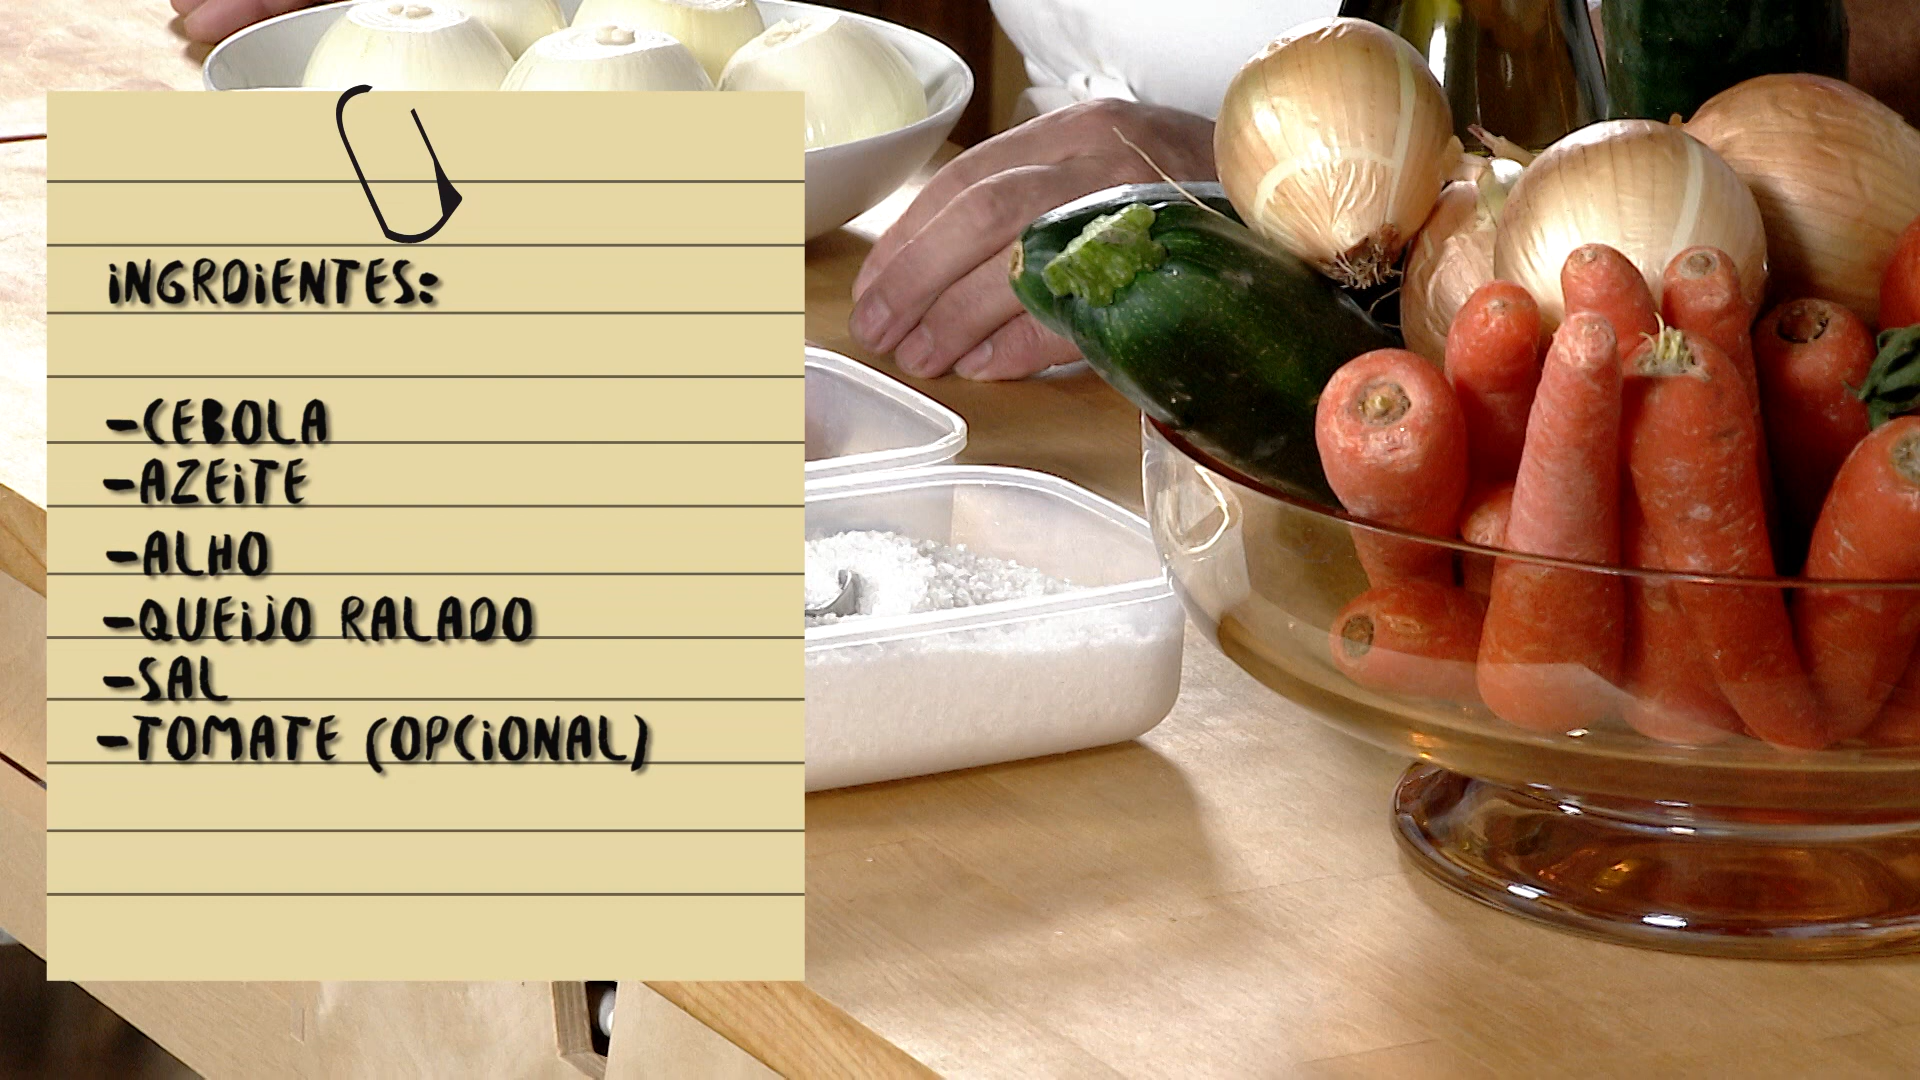 INGRDIENTES:
-CEBOLA
-AZEITE
-ALHO
-QUEIJO RALADO
-SAL
-TOMATE (OPCIONAL)